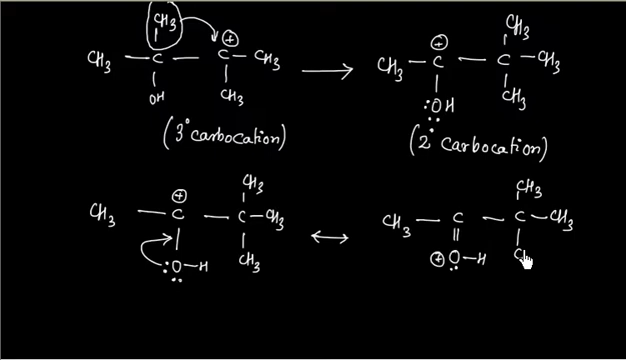 CH₃ CH₃
CH₃ — C — C — CH₃ ⟶ CH₃ — C — C — CH₃
⊕ ⊕
OH CH₃ :OH CH₃
(3° carbocation) (2° carbocation)
⊕ CH₃ CH₃
CH₃ — C — C — CH₃ ⟷ CH₃ — C — C — CH₃
:O — H CH₃ ⊕ O — H C